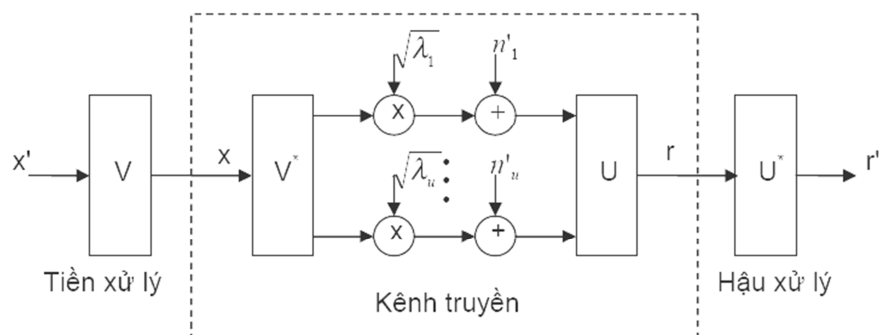 √λ₁ n'₁
x' V x V* x + U r U* r'
√λᵤ n'ᵤ
x +
Tiền xử lý Kênh truyền Hậu xử lý